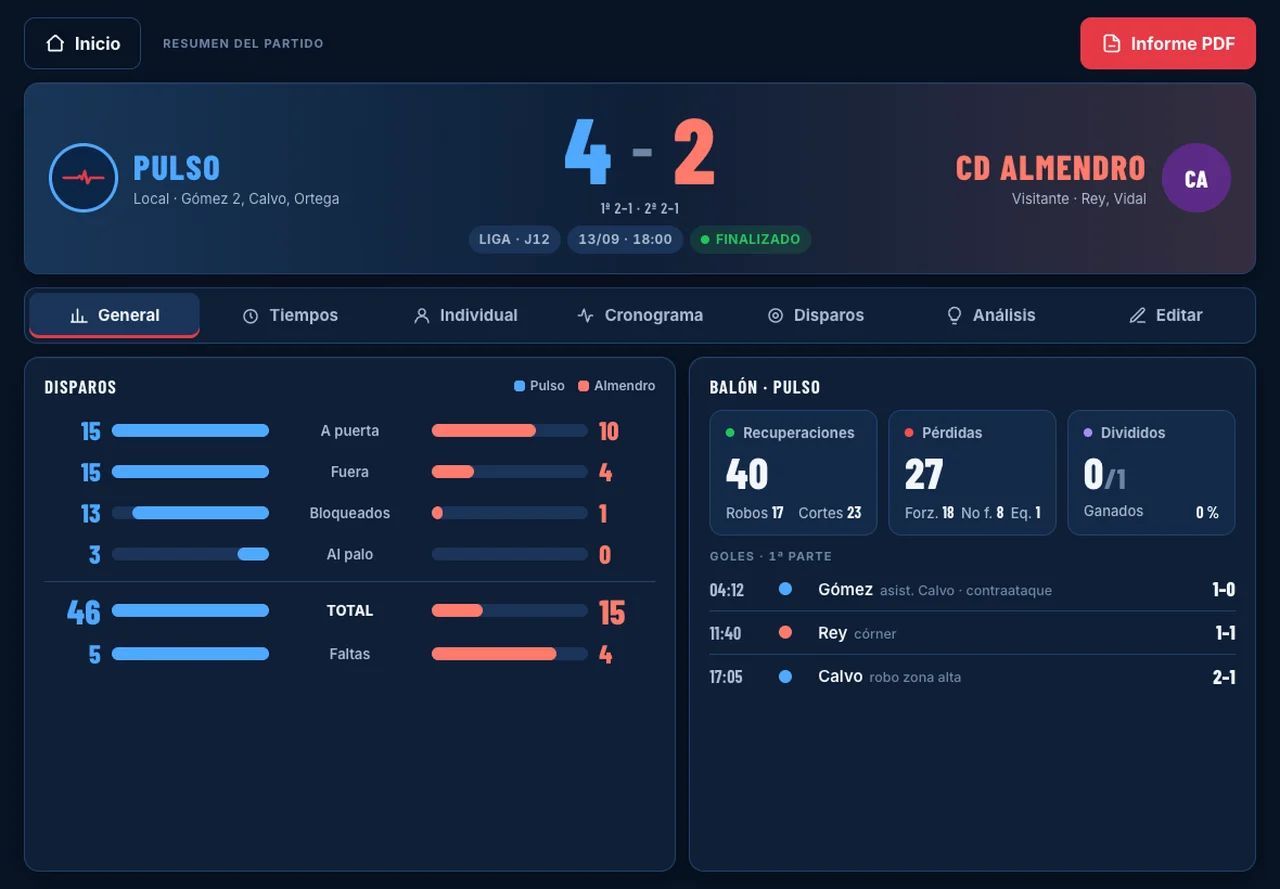 Inicio
RESUMEN DEL PARTIDO
Informe PDF
PULSO
Local · Gómez 2, Calvo, Ortega
4 - 2
1ª 2-1 · 2ª 2-1
LIGA · J12
13/09 · 18:00
FINALIZADO
CD ALMENDRO
Visitante · Rey, Vidal
CA
General
Tiempos
Individual
Cronograma
Disparos
Análisis
Editar
DISPAROS
Pulso
Almendro
15 A puerta 10
15 Fuera 4
13 Bloqueados 1
3 Al palo 0
46 TOTAL 15
5 Faltas 4
BALÓN · PULSO
Recuperaciones
40
Robos 17 Cortes 23
Pérdidas
27
Forz. 18 No f. 8 Eq. 1
Divididos
0/1
Ganados 0 %
GOLES · 1ª PARTE
04:12 Gómez asist. Calvo · contraataque 1-0
11:40 Rey córner 1-1
17:05 Calvo robo zona alta 2-1